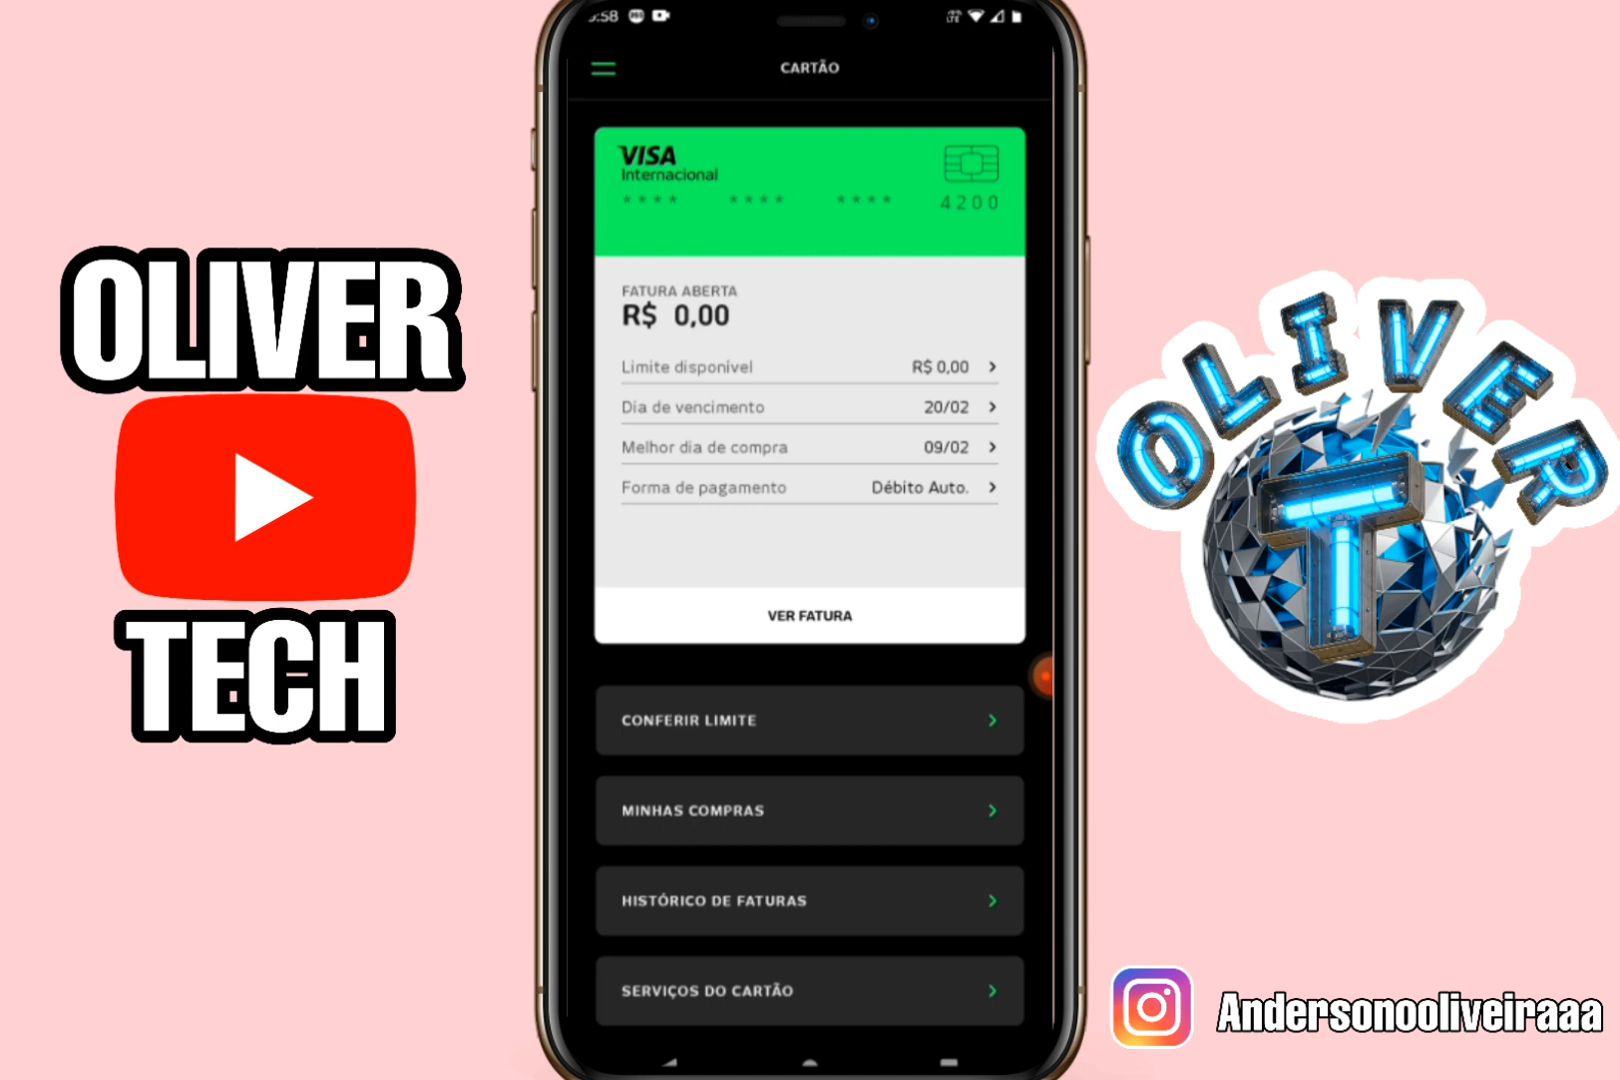 :58
CARTÃO
VISA
Internacional
**** **** **** 4200
FATURA ABERTA
R$ 0,00
Limite disponível R$ 0,00
Dia de vencimento 20/02
Melhor dia de compra 09/02
Forma de pagamento Débito Auto.
VER FATURA
CONFERIR LIMITE
MINHAS COMPRAS
HISTÓRICO DE FATURAS
SERVIÇOS DO CARTÃO
OLIVER
TECH
OLIVER
T
Andersonooliveiraaa